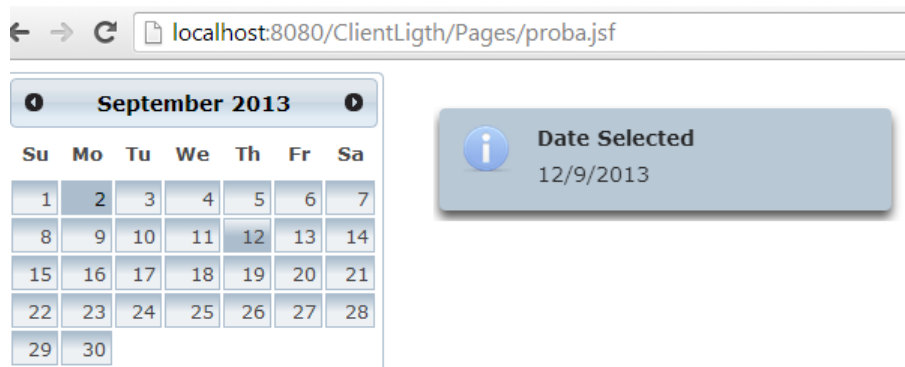 localhost:8080/ClientLigth/Pages/proba.jsf
September 2013
Su Mo Tu We Th Fr Sa
1 2 3 4 5 6 7
8 9 10 11 12 13 14
15 16 17 18 19 20 21
22 23 24 25 26 27 28
29 30
Date Selected
12/9/2013